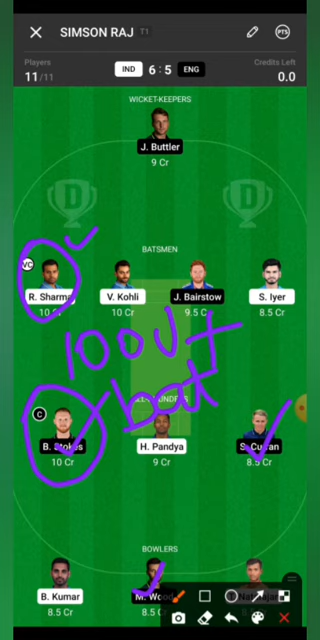 SIMSON RAJ T1
PTS
Players
Credits Left
11/11
IND 6:5 ENG
0.0
WICKET-KEEPERS
J. Buttler
9 Cr
BATSMEN
VC
R. Sharma V. Kohli J. Bairstow S. Iyer
10 Cr 10 Cr 9.5 C 8.5 Cr
100
bat
C
B. Stokes H. Pandya S. Curran
10 Cr 9 Cr 8.5 Cr
BOWLERS
B. Kumar M. Wood
8.5 Cr 8.5 Cr